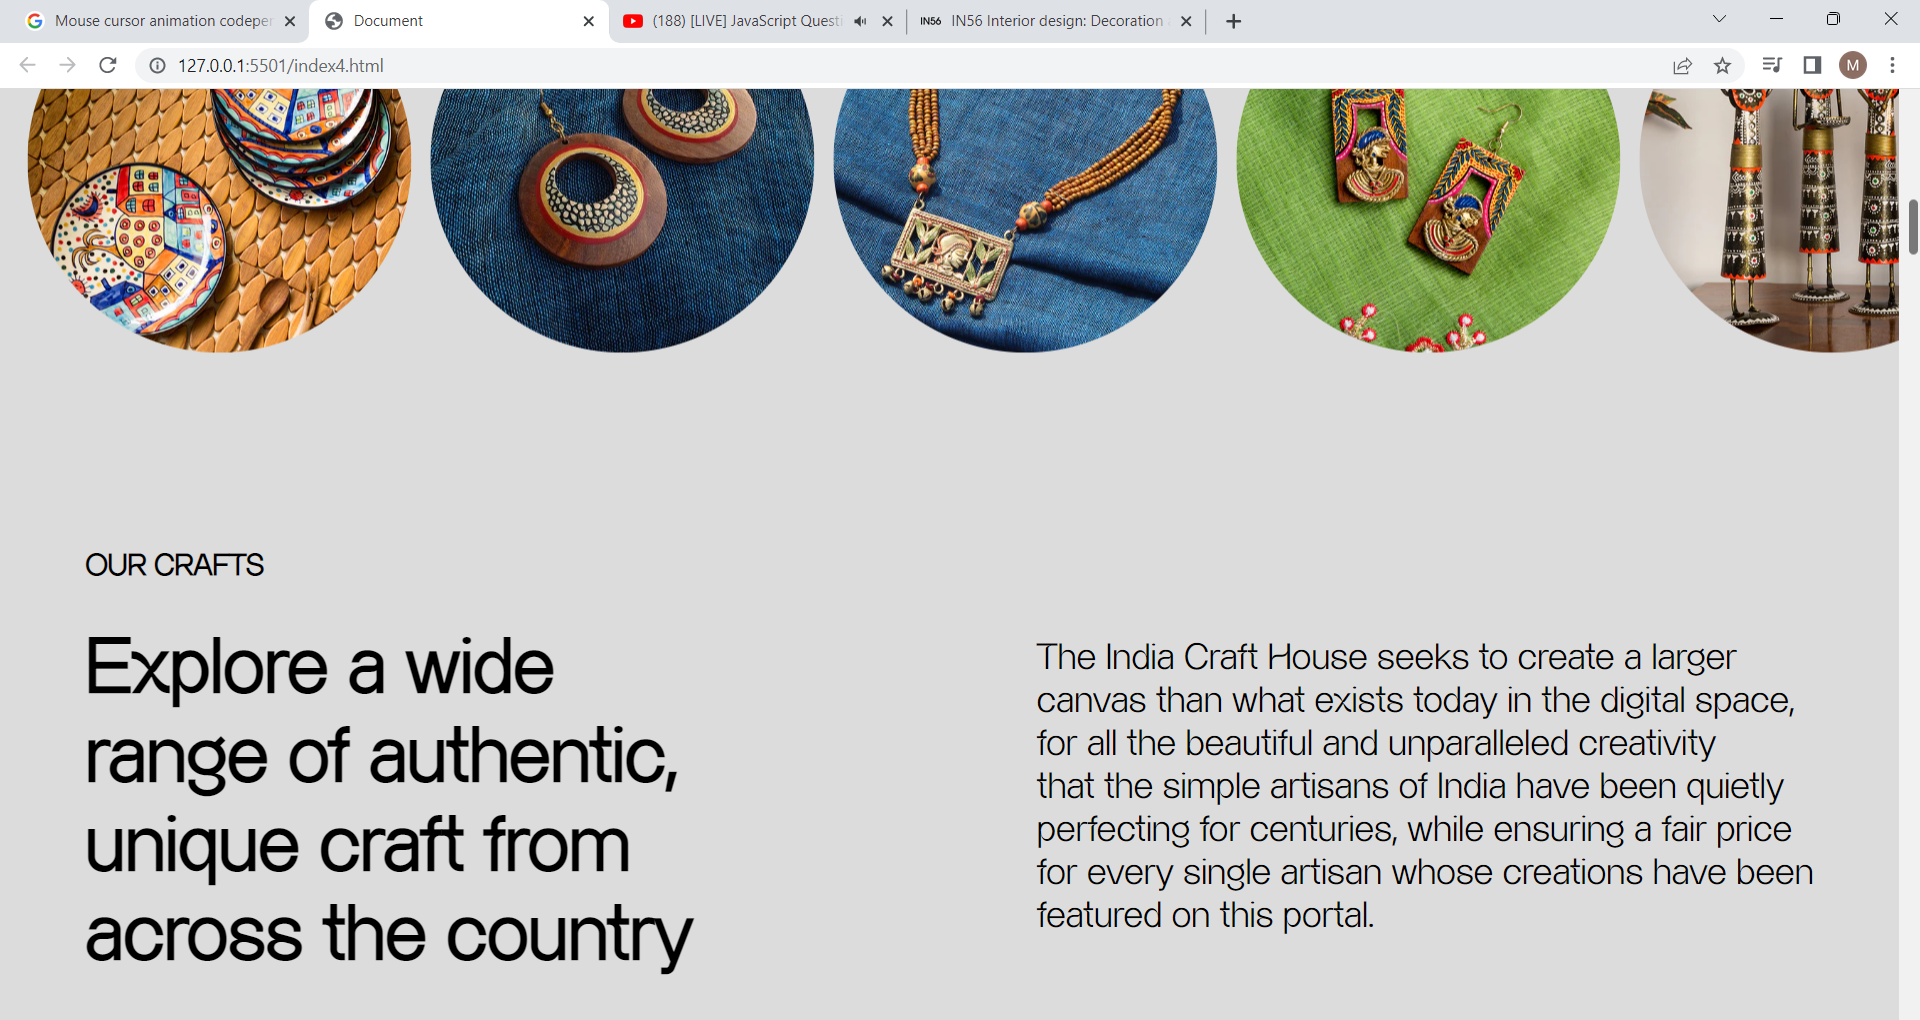 Mouse cursor animation codepe
Document
(188) [LIVE] JavaScript Questi
IN56 IN56 Interior design: Decoration
127.0.0.1:5501/index4.html
M
OUR CRAFTS
Explore a wide
range of authentic,
unique craft from
across the country
The India Craft House seeks to create a larger
canvas than what exists today in the digital space,
for all the beautiful and unparalleled creativity
that the simple artisans of India have been quietly
perfecting for centuries, while ensuring a fair price
for every single artisan whose creations have been
featured on this portal.